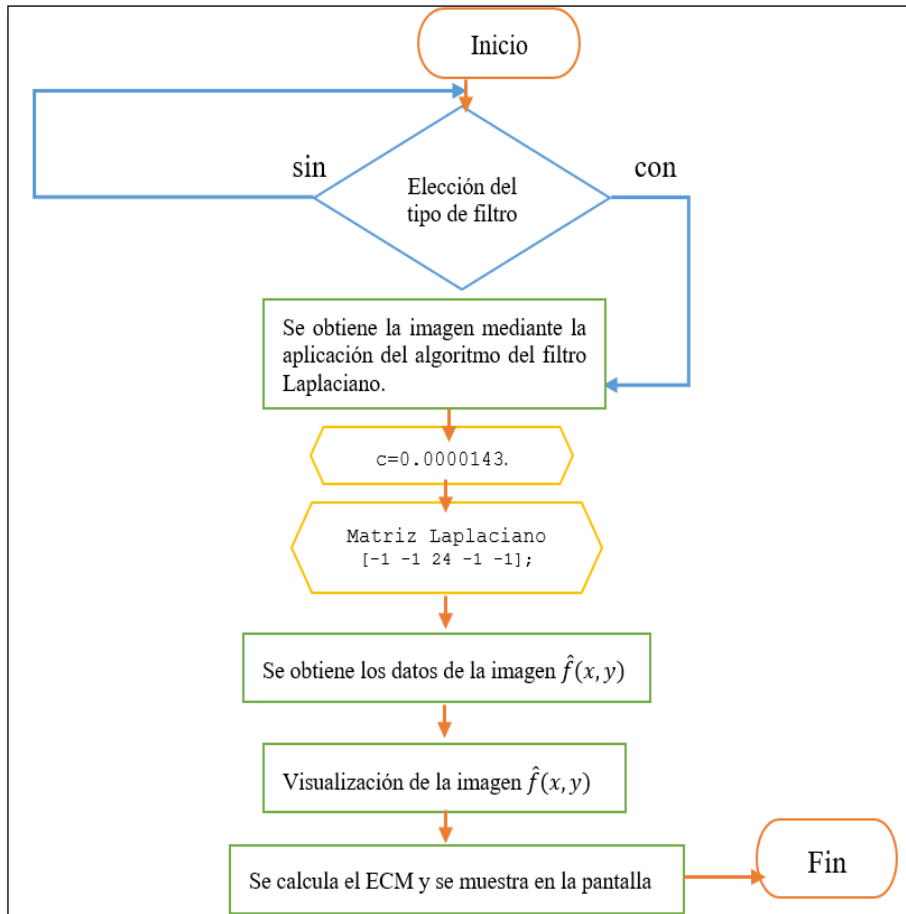 Inicio
sin
con
Elección del
tipo de filtro
Se obtiene la imagen mediante la
aplicación del algoritmo del filtro
Laplaciano.
c=0.0000143.
Matriz Laplaciano
[-1 -1 24 -1 -1];
Se obtiene los datos de la imagen f̂(x, y)
Visualización de la imagen f̂(x, y)
Se calcula el ECM y se muestra en la pantalla
Fin